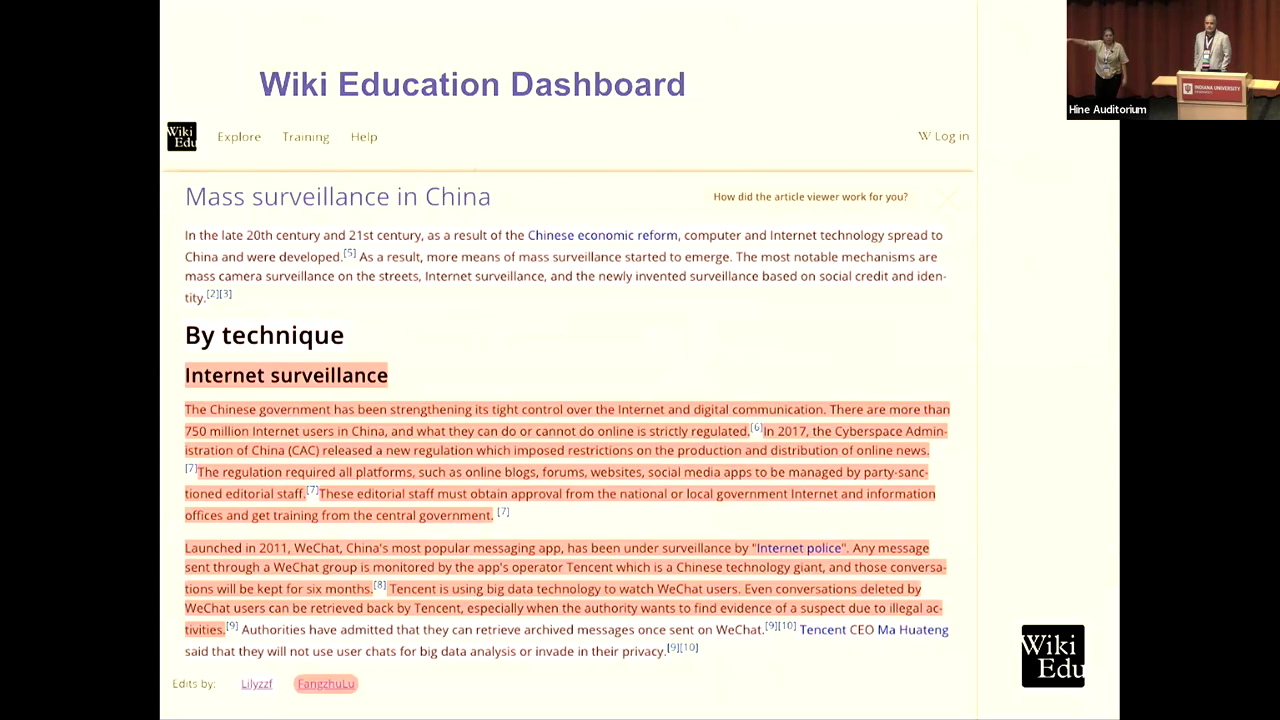 Wiki Education Dashboard
Wiki
Edu
Explore Training Help
W Log in
Mass surveillance in China
How did the article viewer work for you?
In the late 20th century and 21st century, as a result of the Chinese economic reform, computer and Internet technology spread to
China and were developed.[5] As a result, more means of mass surveillance started to emerge. The most notable mechanisms are
mass camera surveillance on the streets, Internet surveillance, and the newly invented surveillance based on social credit and iden-
tity.[2][3]
By technique
Internet surveillance
The Chinese government has been strengthening its tight control over the Internet and digital communication. There are more than
750 million Internet users in China, and what they can do or cannot do online is strictly regulated.[6]In 2017, the Cyberspace Admin-
istration of China (CAC) released a new regulation which imposed restrictions on the production and distribution of online news.
[7]The regulation required all platforms, such as online blogs, forums, websites, social media apps to be managed by party-sanc-
tioned editorial staff.[7]These editorial staff must obtain approval from the national or local government Internet and information
offices and get training from the central government. [7]
Launched in 2011, WeChat, China's most popular messaging app, has been under surveillance by "Internet police". Any message
sent through a WeChat group is monitored by the app's operator Tencent which is a Chinese technology giant, and those conversa-
tions will be kept for six months.[8] Tencent is using big data technology to watch WeChat users. Even conversations deleted by
WeChat users can be retrieved back by Tencent, especially when the authority wants to find evidence of a suspect due to illegal ac-
tivities.[9] Authorities have admitted that they can retrieve archived messages once sent on WeChat.[9][10] Tencent CEO Ma Huateng
said that they will not use user chats for big data analysis or invade in their privacy.[9][10]
Edits by: Lilyzzf FangzhuLu
Wiki
Edu
INDIANA UNIVERSITY
Hine Auditorium